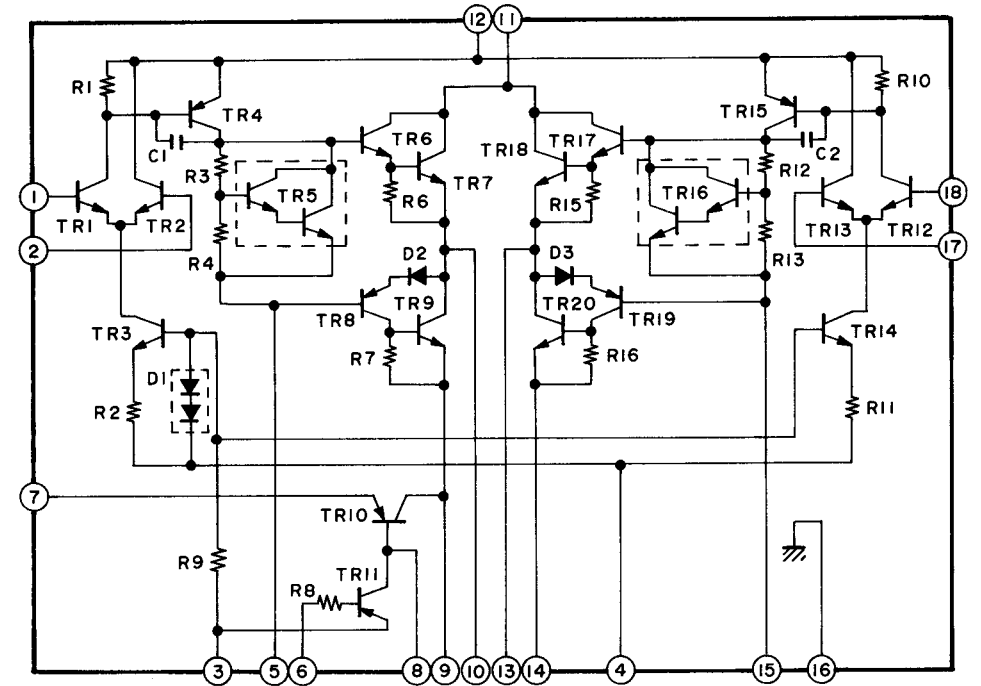 12 11
R1 R10
TR4 TR15
C1 TR6 TR17 C2
R3 TR18 R12
TR5 TR7 TR16
1 R6 R15 18
TR1 TR2 TR13 TR12
2 R4 D2 D3 R13 17
TR9 TR20
TR3 TR8 TR19 TR14
R7 R16
D1
R2 R11
7
TR10
R9
TR11
R8
3 5 6 8 9 10 13 14 4 15 16